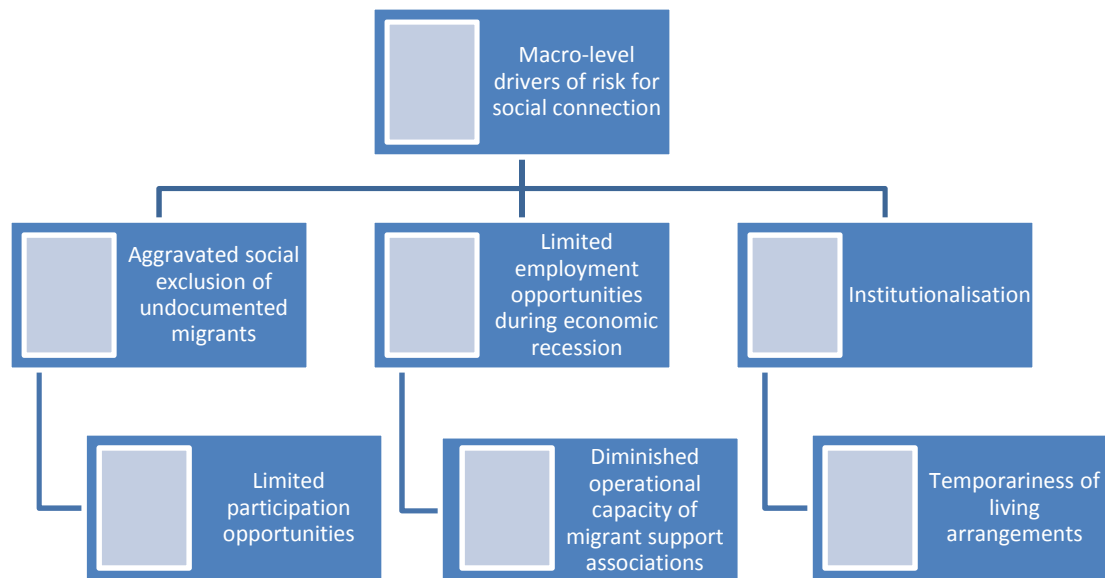 Macro-level
drivers of risk for
social connection
Aggravated social
exclusion of
undocumented
migrants
Limited
employment
opportunities
during economic
recession
Institutionalisation
Limited
participation
opportunities
Diminished
operational
capacity of
migrant support
associations
Temporariness of
living
arrangements